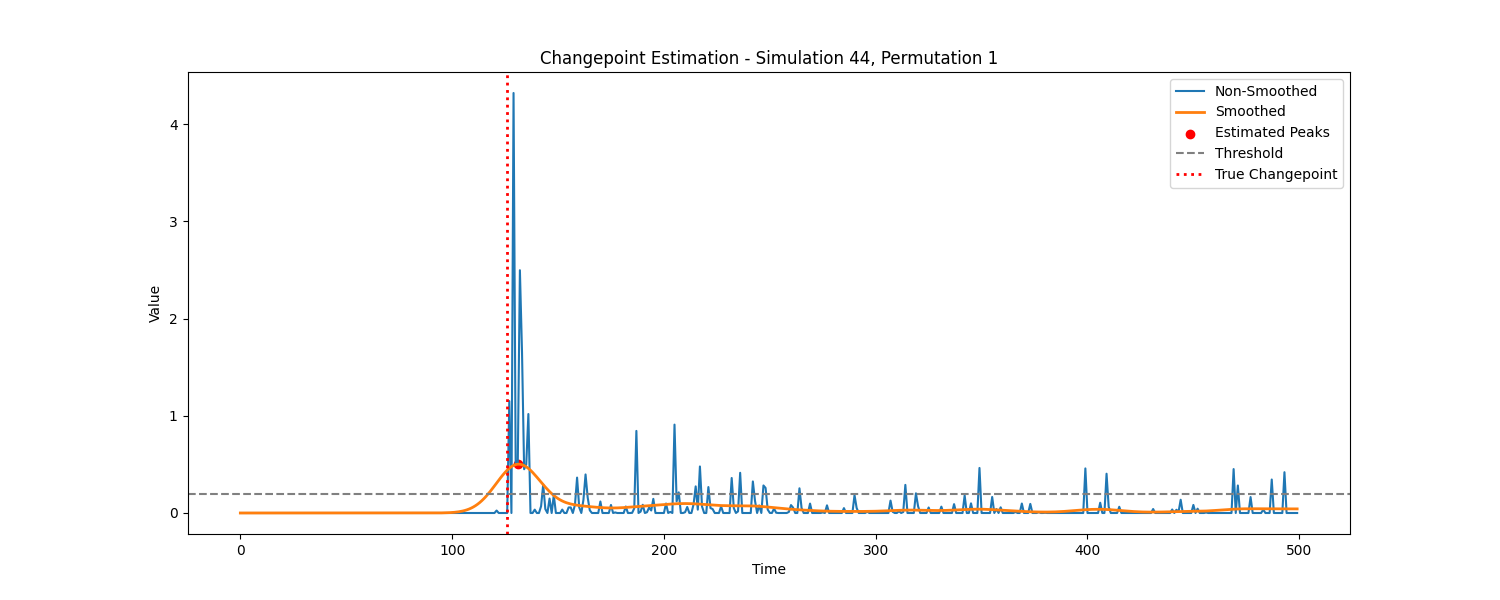 Changepoint Estimation - Simulation 44, Permutation 1
Non-Smoothed
Smoothed
Estimated Peaks
Threshold
True Changepoint
4
3
2
1
0
Value
0 100 200 300 400 500
Time